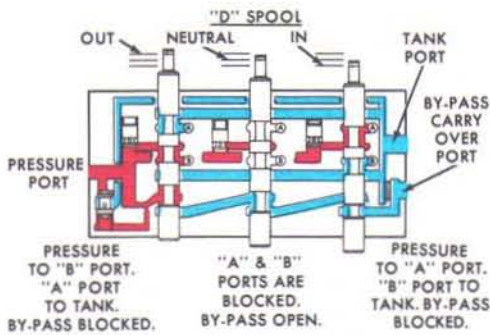 "D" SPOOL
OUT NEUTRAL IN
TANK
PORT
BY-PASS
CARRY
OVER
PORT
PRESSURE
PORT
A A A
B B B
PRESSURE
TO "B" PORT.
"A" PORT
TO TANK.
BY-PASS BLOCKED.
"A" & "B"
PORTS ARE
BLOCKED.
BY-PASS OPEN.
PRESSURE
TO "A" PORT.
"B" PORT TO
TANK. BY-PASS
BLOCKED.